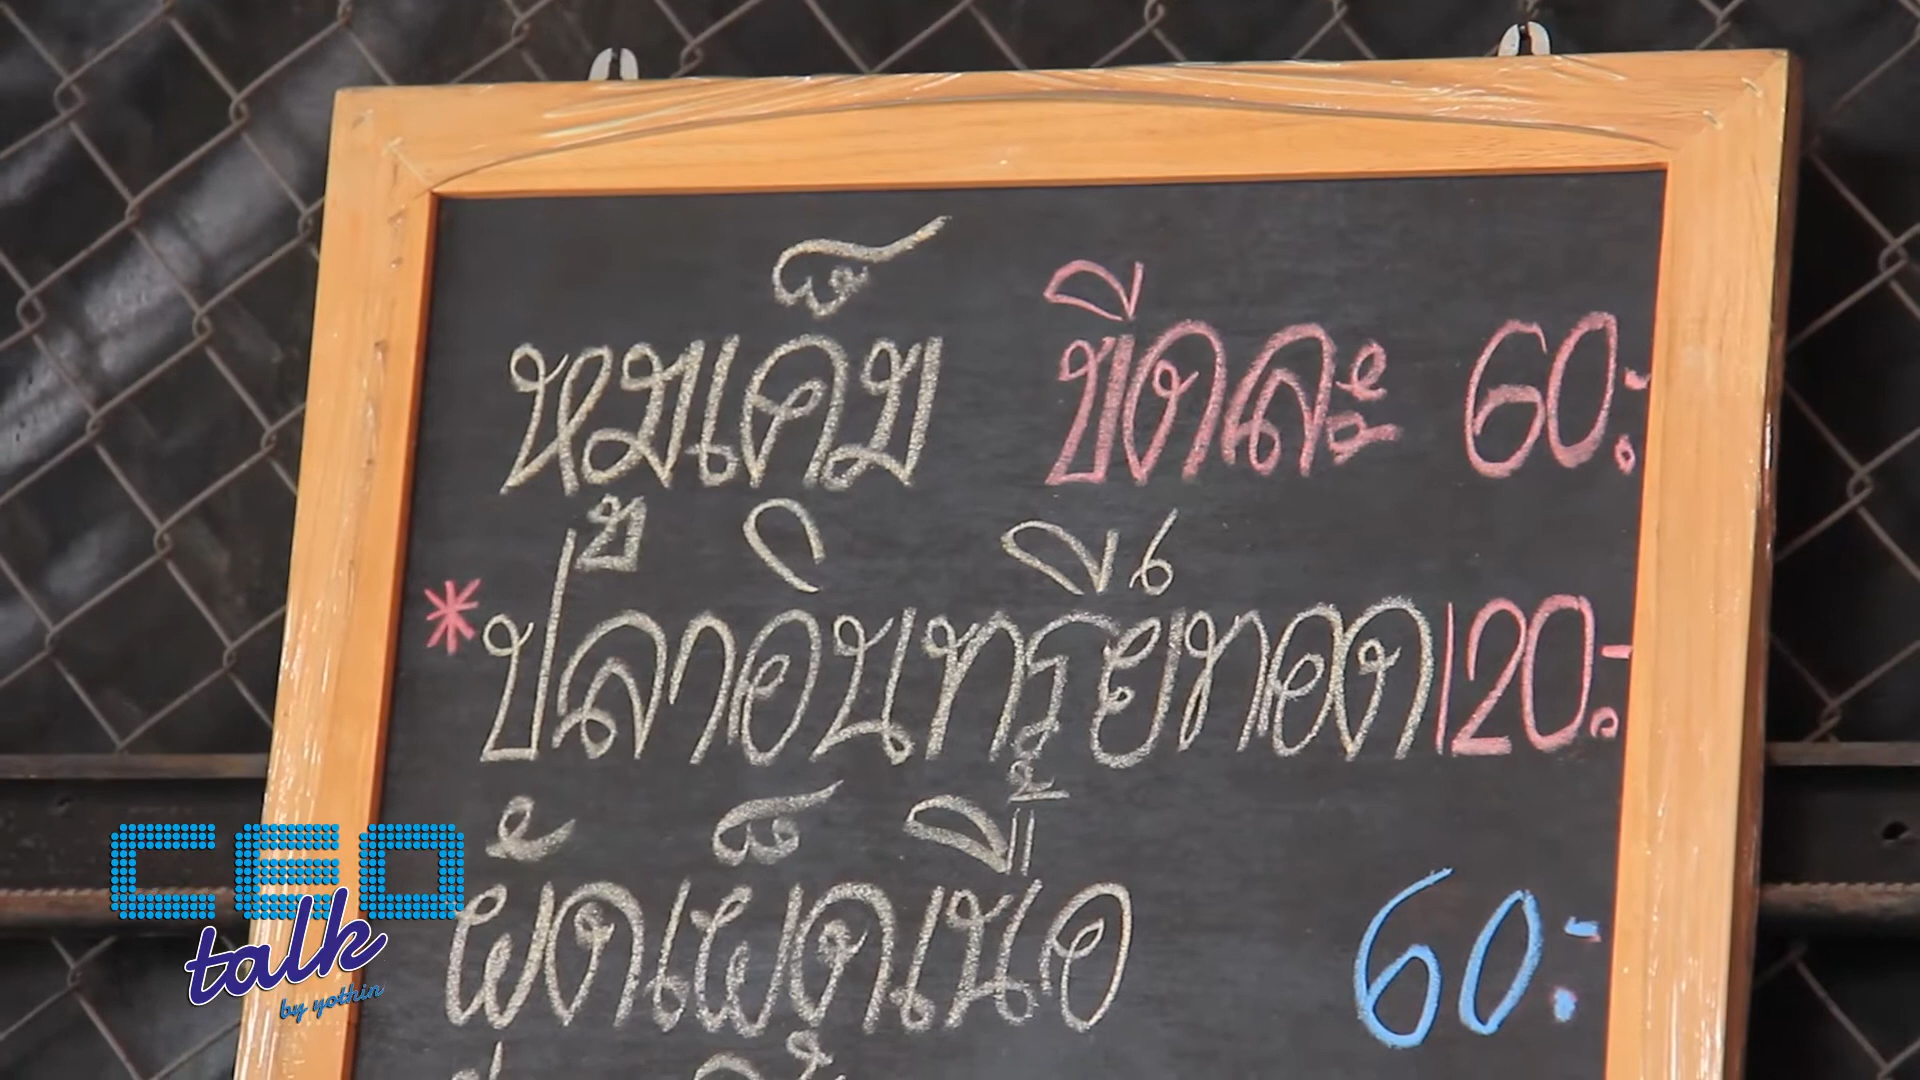 หมูเค็ม ขีดละ 60.-
*ปลาอินทรีย์ทอด 120.-
ผัดเผ็ดเนื้อ 60.-
CEO
talk
by yothin